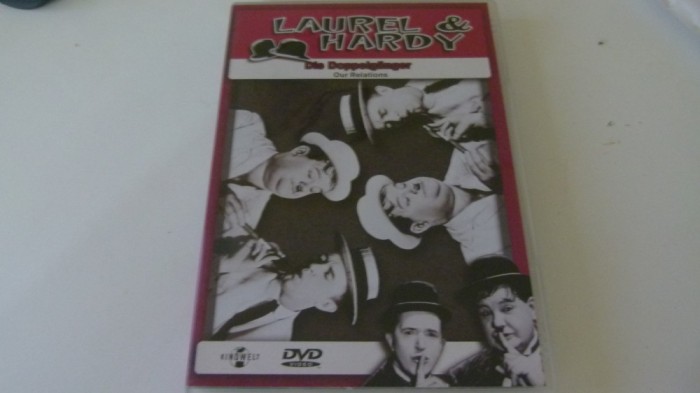 LAUREL &
HARDY
Die Doppelgänger
Our Relations
KINOWELT
DVD
VIDEO